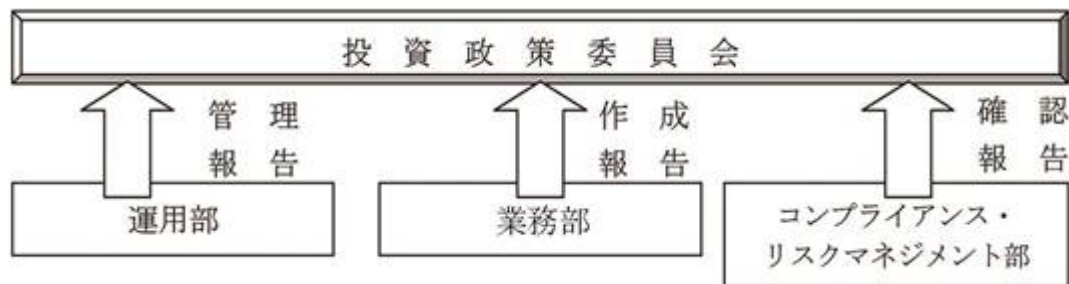 投資政策委員会
管理
報告
作成
報告
確認
報告
運用部
業務部
コンプライアンス・
リスクマネジメント部